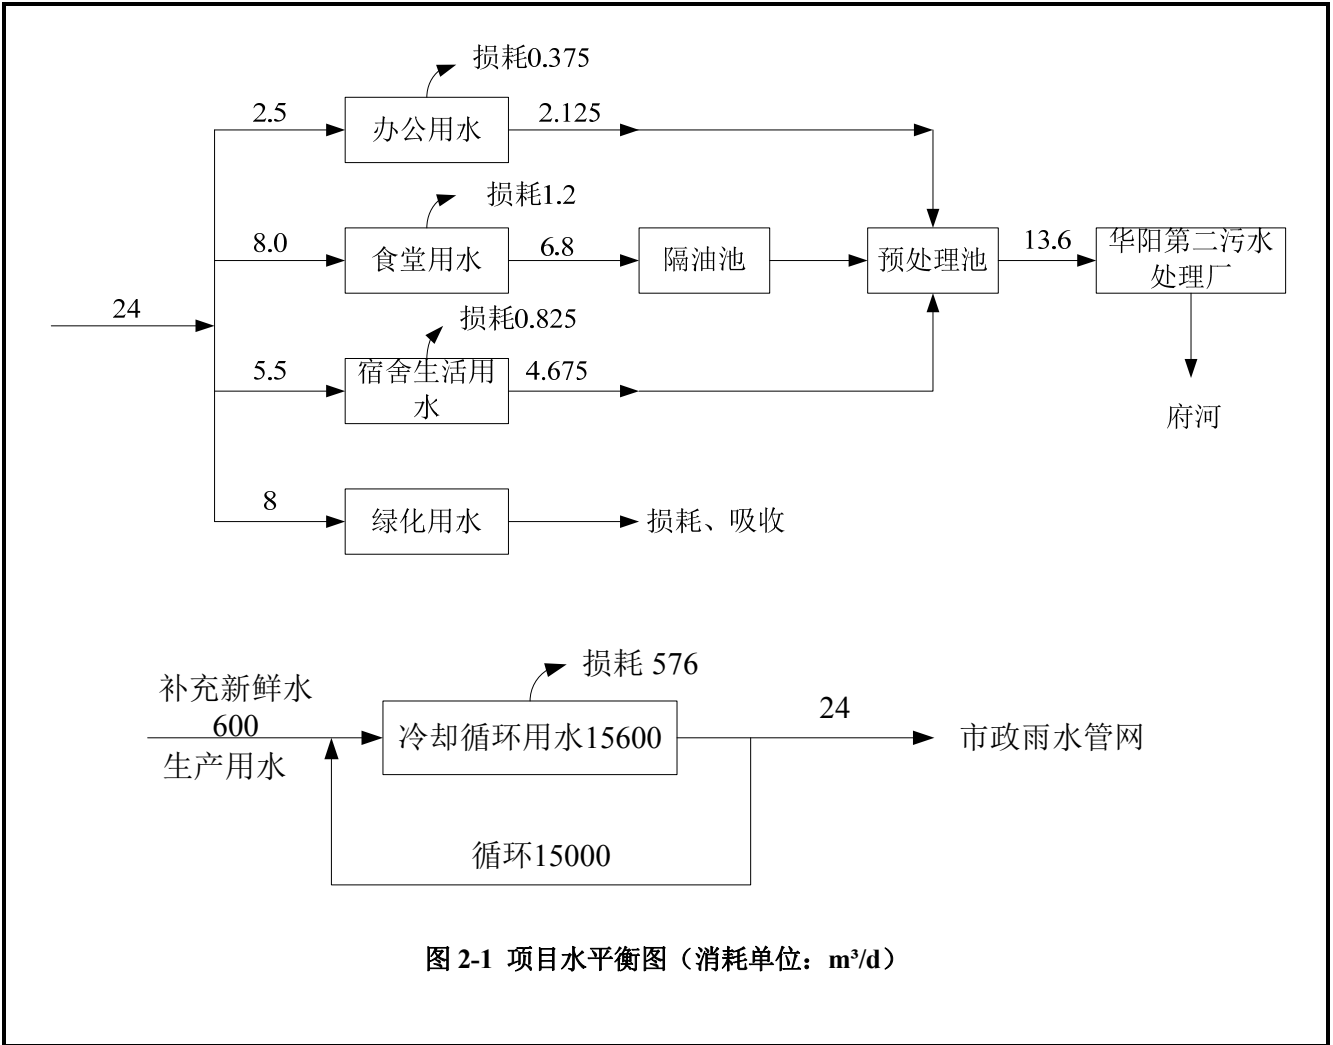 损耗0.375
2.5
办公用水
2.125
损耗1.2
8.0
食堂用水
6.8
隔油池
预处理池
13.6
华阳第二污水
处理厂
24
损耗0.825
5.5
宿舍生活用
水
4.675
府河
8
绿化用水
损耗、吸收
损耗 576
补充新鲜水
600
生产用水
冷却循环用水15600
24
市政雨水管网
循环15000
图 2-1 项目水平衡图（消耗单位：m³/d）